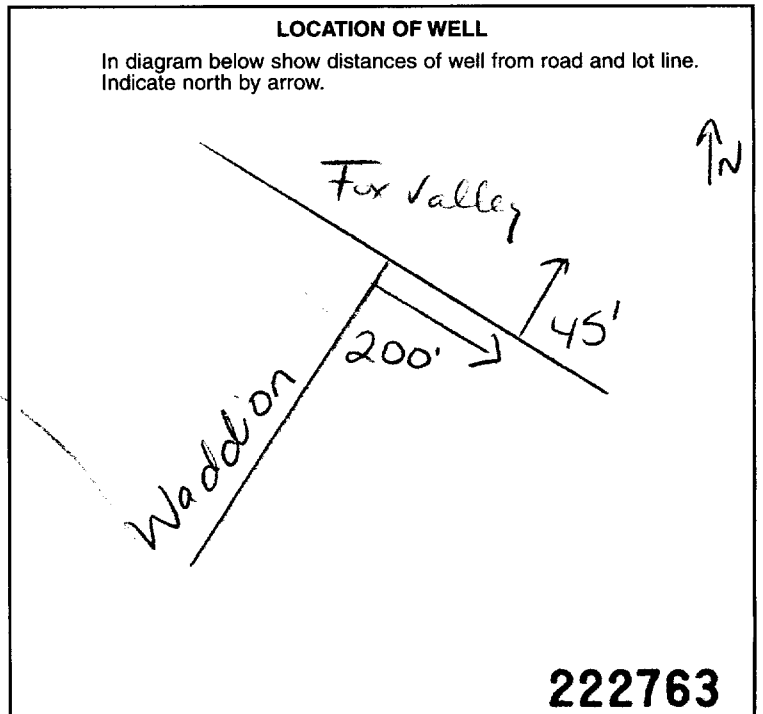 LOCATION OF WELL
In diagram below show distances of well from road and lot line.
Indicate north by arrow.
N
Fox Valley
45'
200'
Waddion
222763